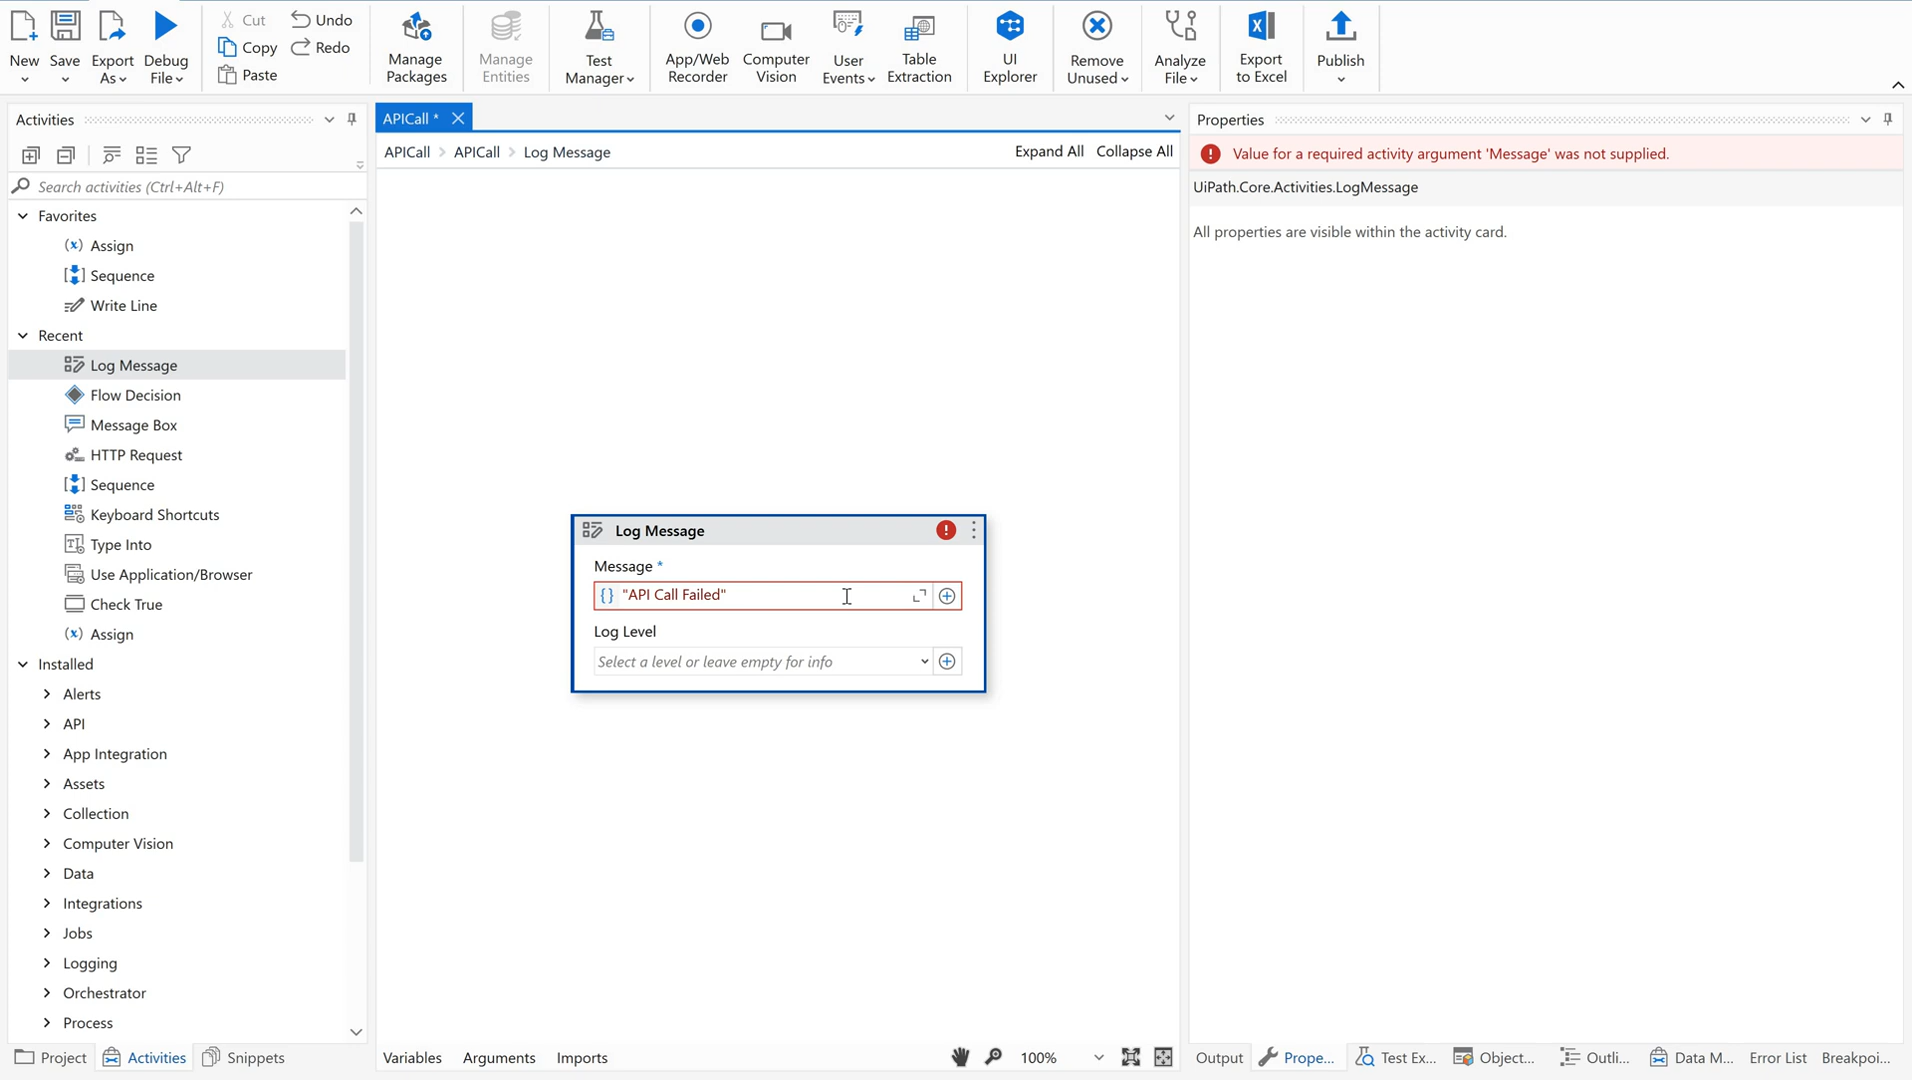 New
Save
Export As
Debug File
Cut
Copy
Paste
Undo
Redo
Manage Packages
Manage Entities
Test Manager
App/Web Recorder
Computer Vision
User Events
Table Extraction
UI Explorer
Remove Unused
Analyze File
Export to Excel
Publish
Activities
Search activities (Ctrl+Alt+F)
Favorites
Assign
Sequence
Write Line
Recent
Log Message
Flow Decision
Message Box
HTTP Request
Sequence
Keyboard Shortcuts
Type Into
Use Application/Browser
Check True
Assign
Installed
Alerts
API
App Integration
Assets
Collection
Computer Vision
Data
Integrations
Jobs
Logging
Orchestrator
Process
Project
Activities
Snippets
APICall *
APICall > APICall > Log Message
Expand All
Collapse All
Log Message
Message *
"API Call Failed"
Log Level
Select a level or leave empty for info
Variables
Arguments
Imports
100%
Properties
Value for a required activity argument 'Message' was not supplied.
UiPath.Core.Activities.LogMessage
All properties are visible within the activity card.
Output
Prope...
Test Ex...
Object...
Outli...
Data M...
Error List
Breakpoi...